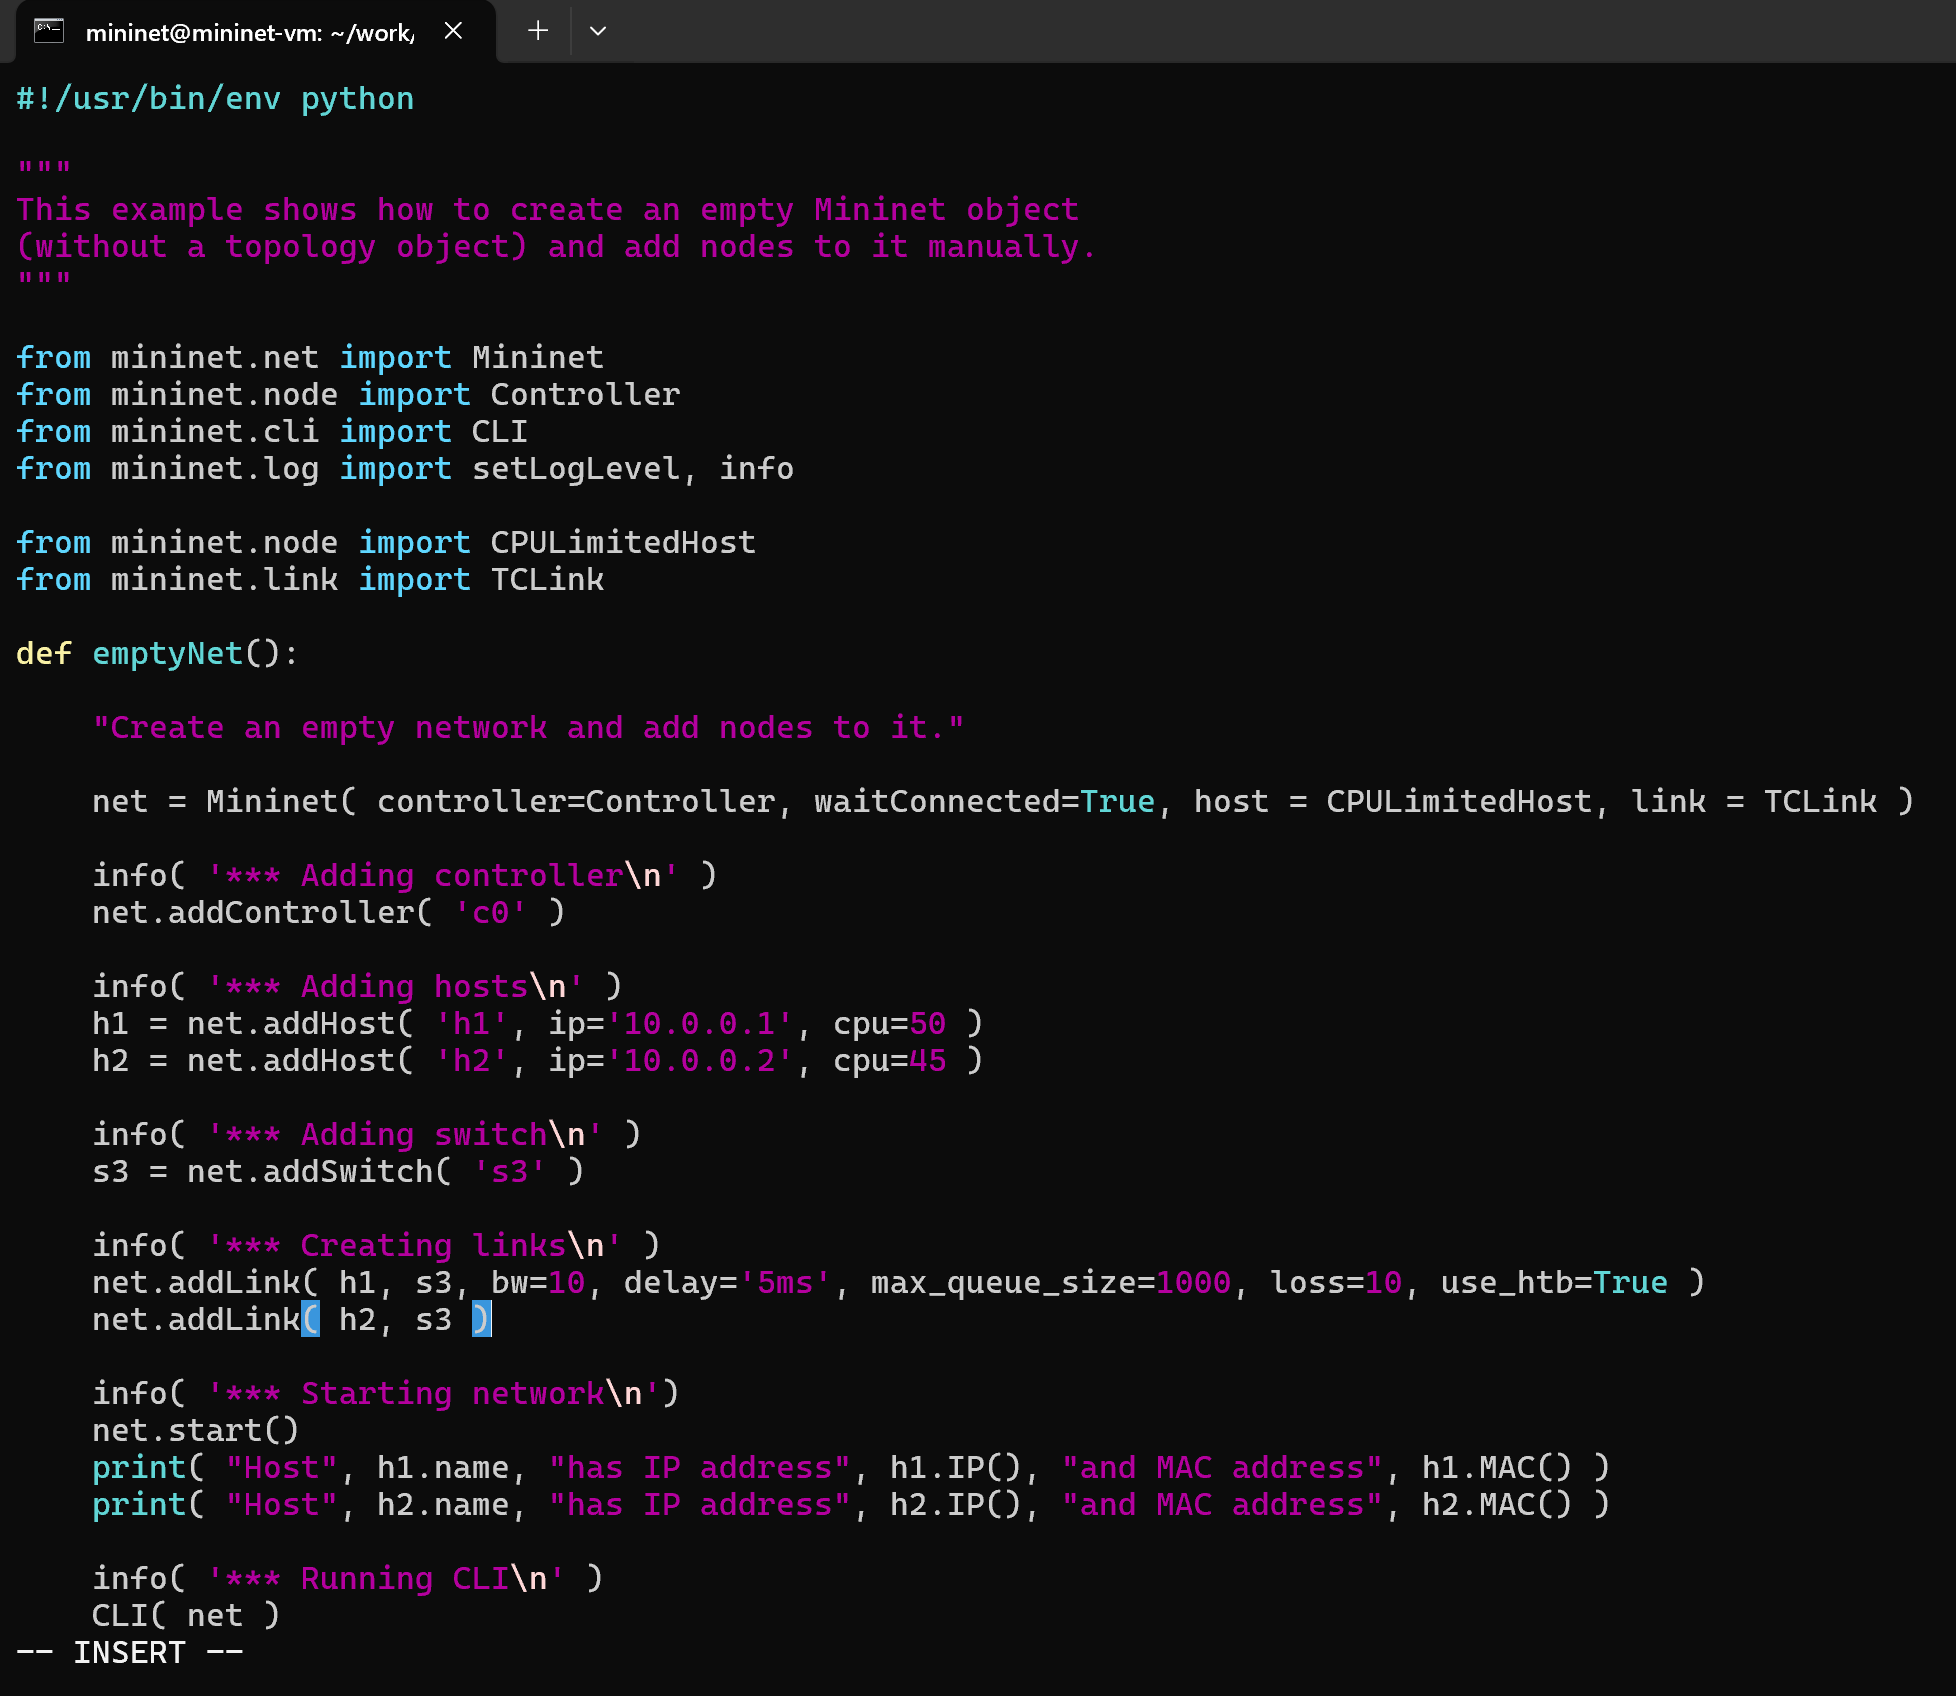 mininet@mininet-vm: ~/work/
#!/usr/bin/env python
"""
This example shows how to create an empty Mininet object
(without a topology object) and add nodes to it manually.
"""
from mininet.net import Mininet
from mininet.node import Controller
from mininet.cli import CLI
from mininet.log import setLogLevel, info
from mininet.node import CPULimitedHost
from mininet.link import TCLink
def emptyNet():
    "Create an empty network and add nodes to it."
    net = Mininet( controller=Controller, waitConnected=True, host = CPULimitedHost, link = TCLink )
    info( '*** Adding controller\n' )
    net.addController( 'c0' )
    info( '*** Adding hosts\n' )
    h1 = net.addHost( 'h1', ip='10.0.0.1', cpu=50 )
    h2 = net.addHost( 'h2', ip='10.0.0.2', cpu=45 )
    info( '*** Adding switch\n' )
    s3 = net.addSwitch( 's3' )
    info( '*** Creating links\n' )
    net.addLink( h1, s3, bw=10, delay='5ms', max_queue_size=1000, loss=10, use_htb=True )
    net.addLink( h2, s3 )
    info( '*** Starting network\n')
    net.start()
    print( "Host", h1.name, "has IP address", h1.IP(), "and MAC address", h1.MAC() )
    print( "Host", h2.name, "has IP address", h2.IP(), "and MAC address", h2.MAC() )
    info( '*** Running CLI\n' )
    CLI( net )
-- INSERT --